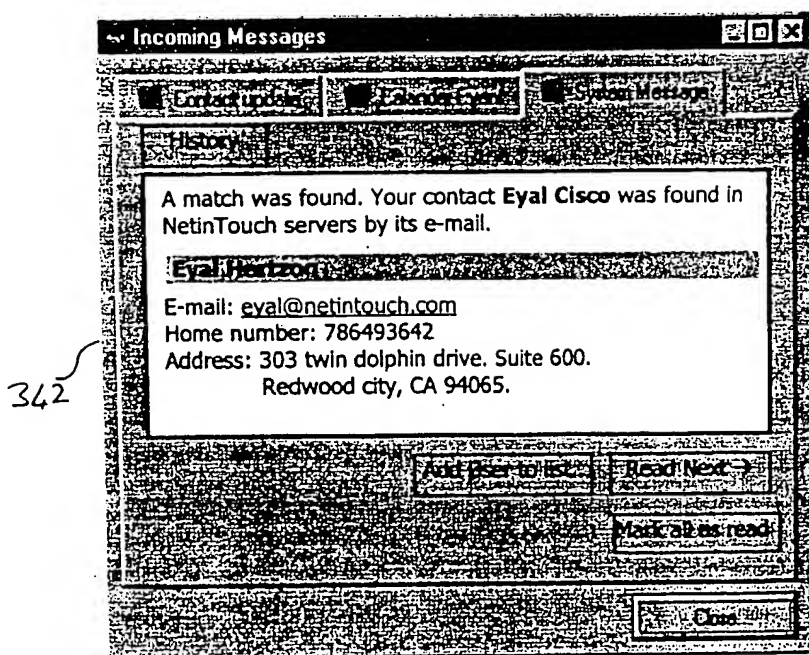 Incoming Messages
Contact update
Calandar Event
System Message
History
A match was found. Your contact Eyal Cisco was found in
NetinTouch servers by its e-mail.
Eyal Hertzog
E-mail: eyal@netintouch.com
Home number: 786493642
Address: 303 twin dolphin drive. Suite 600.
Redwood city, CA 94065.
342
Add User to list
Read Next →
Mark all as read
Close